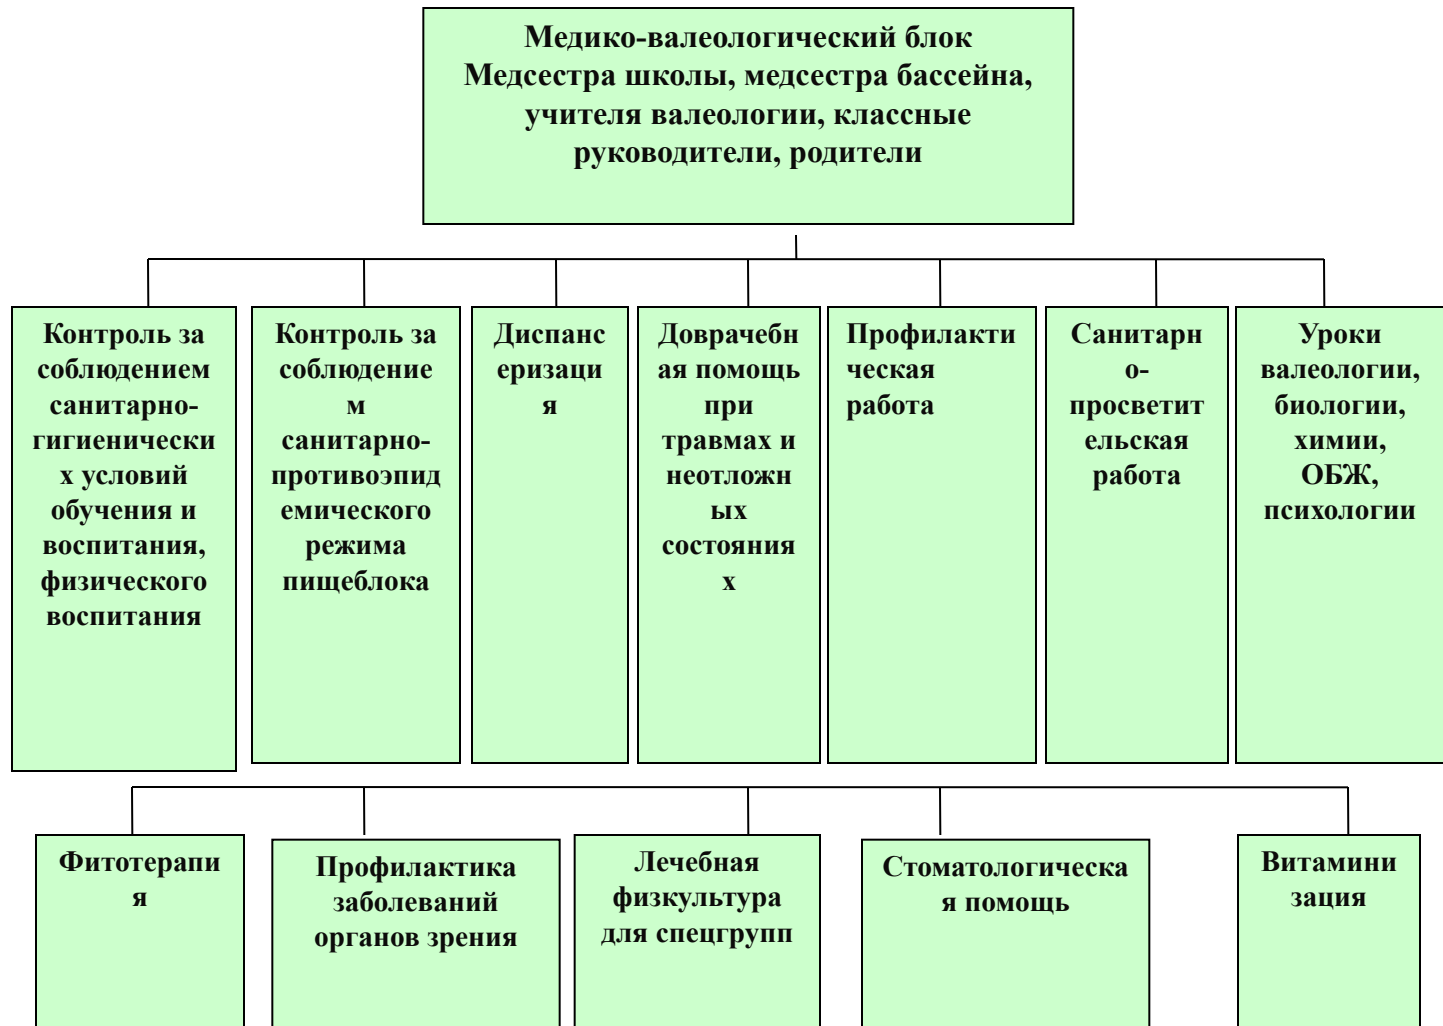 Медико-валеологический блок
Медсестра школы, медсестра бассейна,
учителя валеологии, классные
руководители, родители
Контроль за
соблюдением
санитарно-
гигиенически
х условий
обучения и
воспитания,
физического
воспитания
Контроль за
соблюдение
м
санитарно-
противоэпид
емического
режима
пищеблока
Диспанс
еризаци
я
Доврачебн
ая помощь
при
травмах и
неотложн
ых
состояния
х
Профилакти
ческая
работа
Санитарн
о-
просветит
ельская
работа
Уроки
валеологии,
биологии,
химии,
ОБЖ,
психологии
Фитотерапи
я
Профилактика
заболеваний
органов зрения
Лечебная
физкультура
для спецгрупп
Стоматологическа
я помощь
Витамини
зация